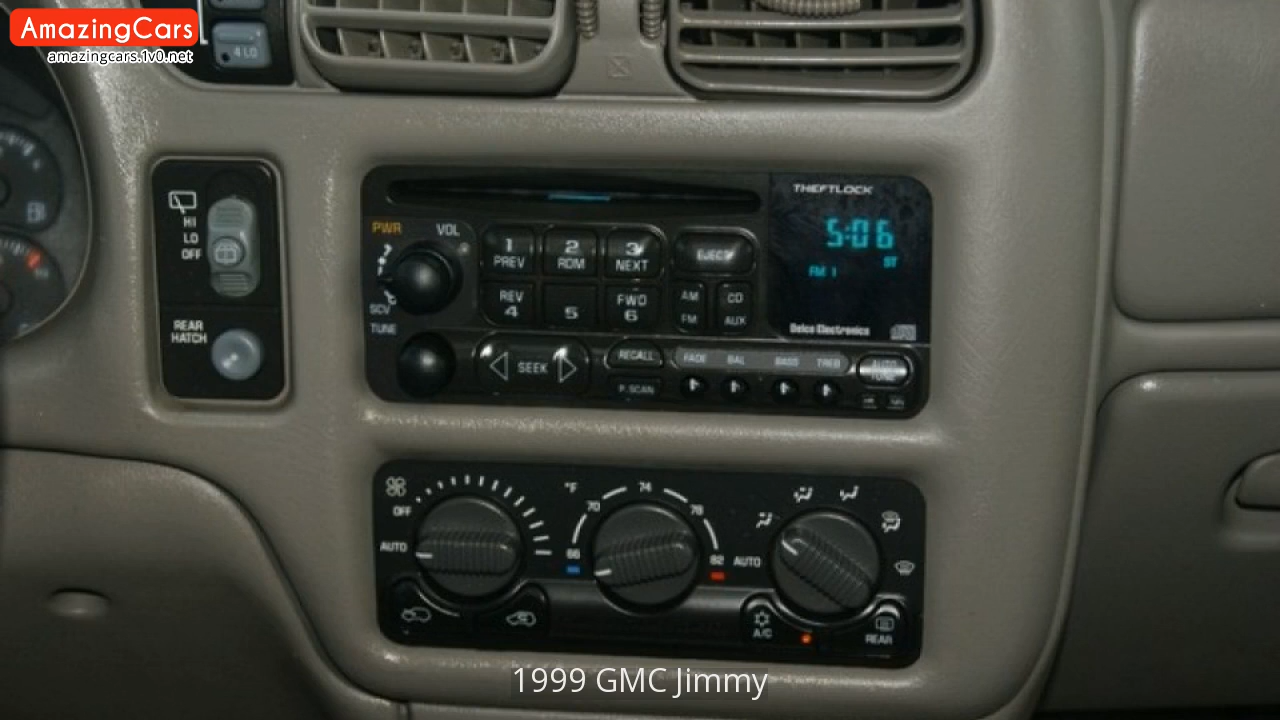 AmazingCars
amazingcars.1v0.net
4 LO
HI
LO
OFF
REAR
HATCH
THEFTLOCK
PWR
VOL
1
PREV
2
RDM
3
NEXT
EJECT
5:06
ST
FM 1
REV
4
5
FWD
6
AM
FM
CD
AUX
SCV
TUNE
Delco Electronics
SEEK
RECALL
P.SCAN
FADE
BAL
BASS
TREB
AUTO
TONE
OFF
AUTO
°F
66
70
74
78
82
AUTO
A/C
REAR
1999 GMC Jimmy